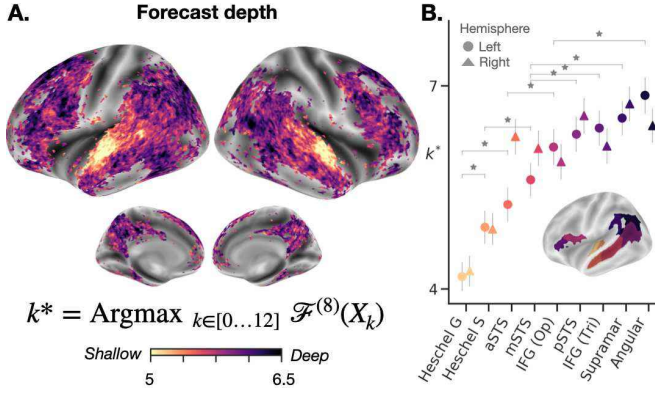 A.
Forecast depth
k* = Argmax k∈[0…12] ℱ(8)(Xk)
Shallow
Deep
5
6.5
B.
Hemisphere
Left
Right
7
k*
4
Heschel G
Heschel S
aSTS
mSTS
IFG (Op)
pSTS
IFG (Tri)
Supramar
Angular